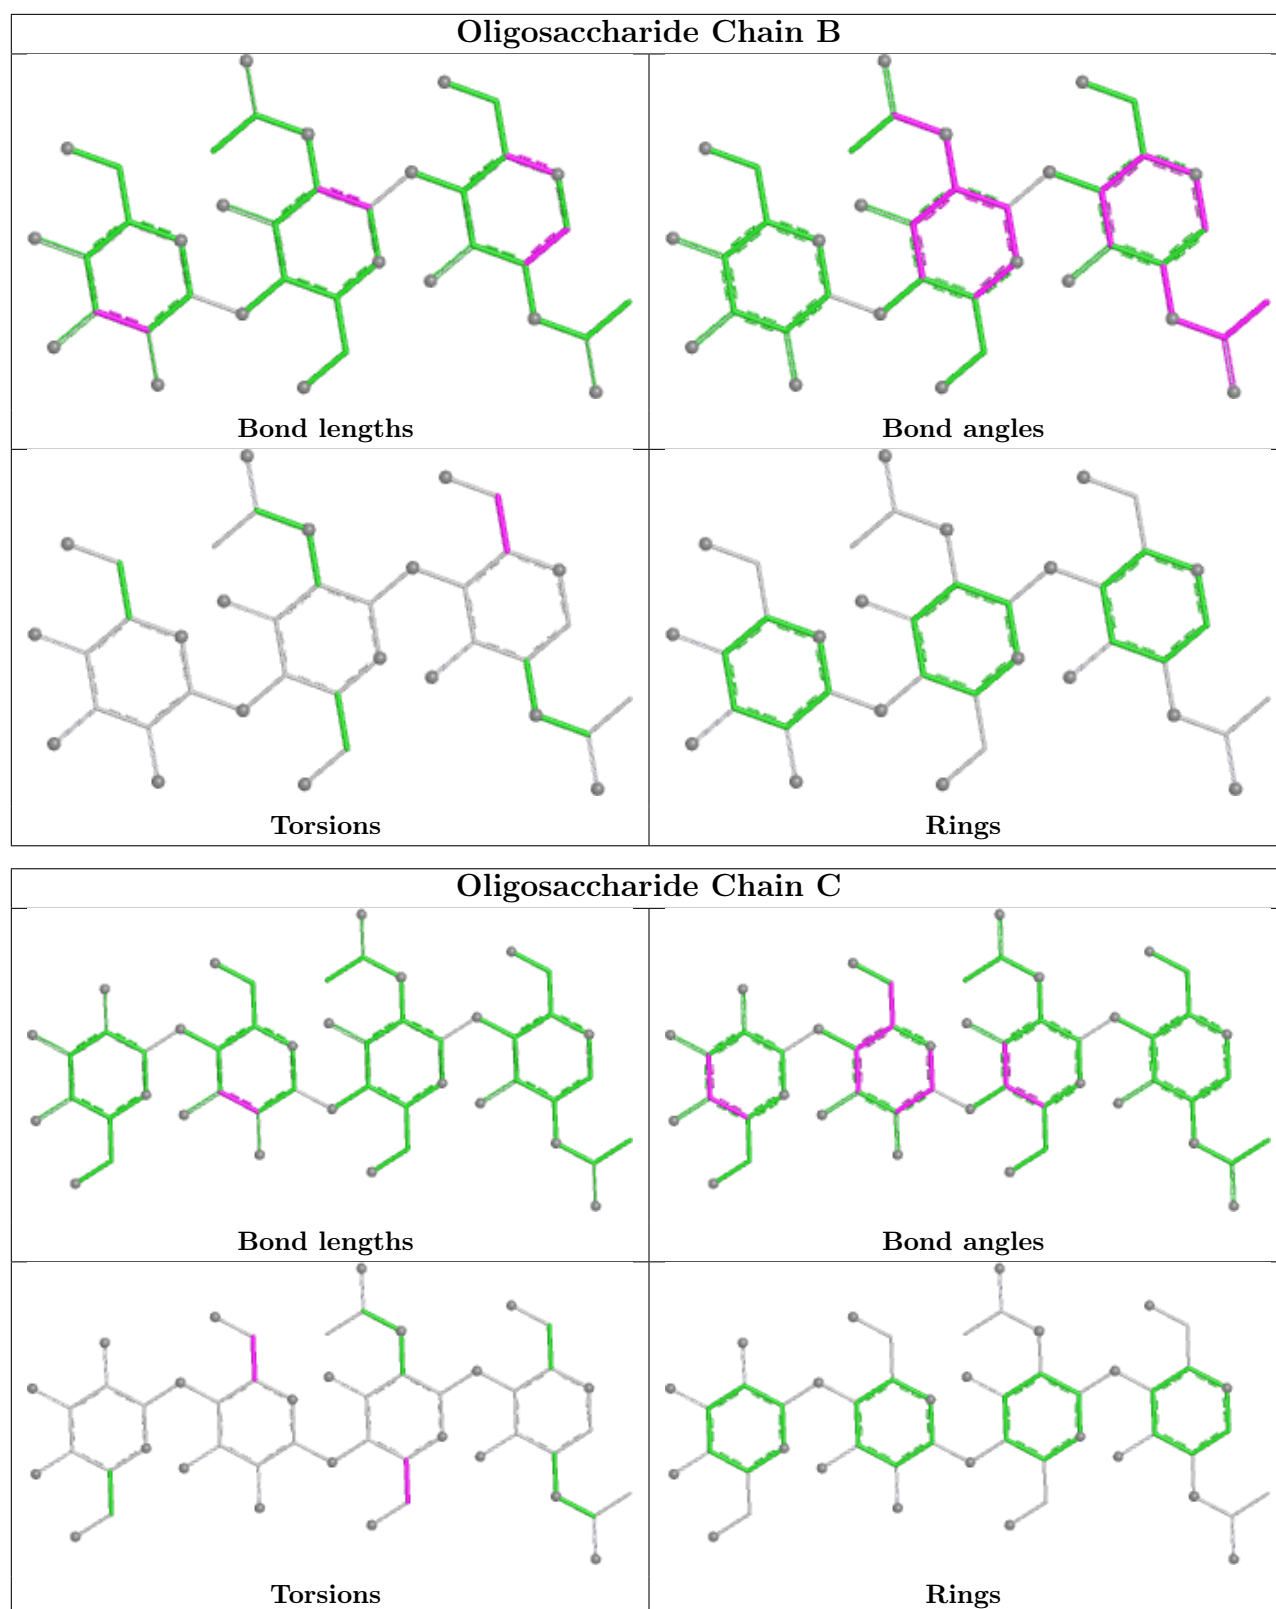 Oligosaccharide Chain B
Bond lengths
Bond angles
Torsions
Rings
Oligosaccharide Chain C
Bond lengths
Bond angles
Torsions
Rings